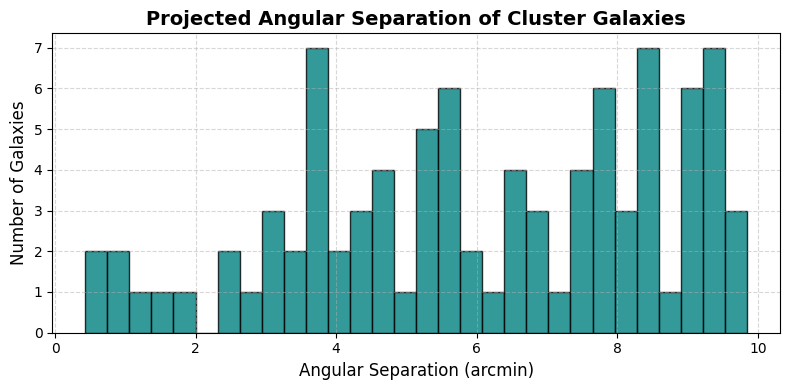 Projected Angular Separation of Cluster Galaxies
Number of Galaxies
7
6
5
4
3
2
1
0
0 2 4 6 8 10
Angular Separation (arcmin)